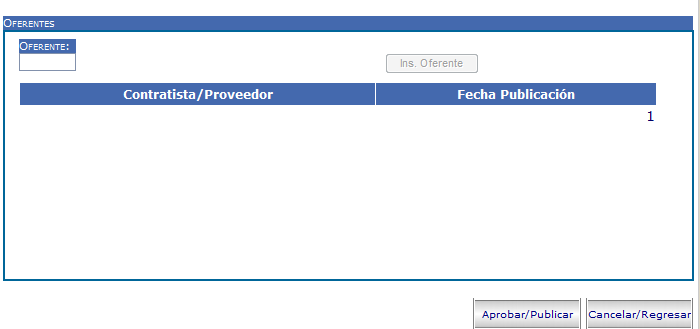 Oferentes
Oferente:
Ins. Oferente
Contratista/Proveedor Fecha Publicación
1
Aprobar/Publicar Cancelar/Regresar